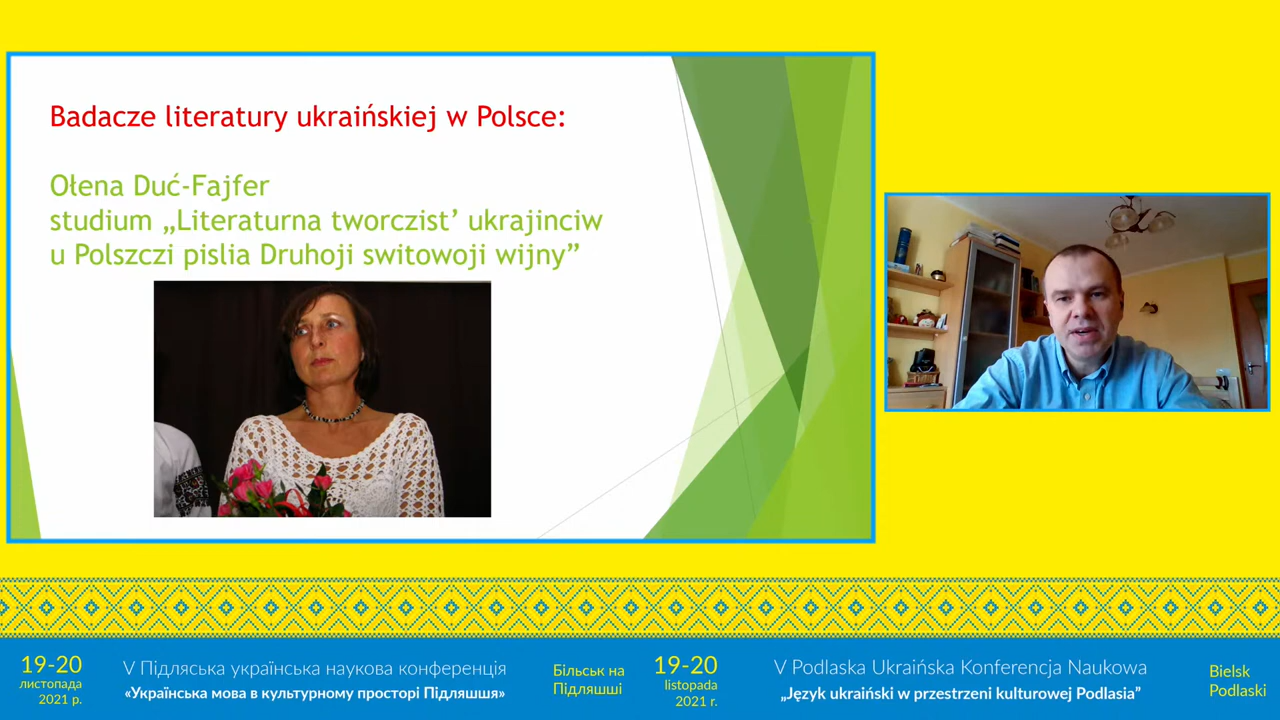 Badacze literatury ukraińskiej w Polsce:
Ołena Duć-Fajfer
studium „Literaturna tworczist’ ukrajinciw
u Polszczi pislia Druhoji switowoji wijny”
19-20
листопада
2021 р.
V Підляська українська наукова конференція
«Українська мова в культурному просторі Підляшшя»
Більськ на
Підляшші
19-20
listopada
2021 r.
V Podlaska Ukraińska Konferencja Naukowa
„Język ukraiński w przestrzeni kulturowej Podlasia”
Bielsk
Podlaski